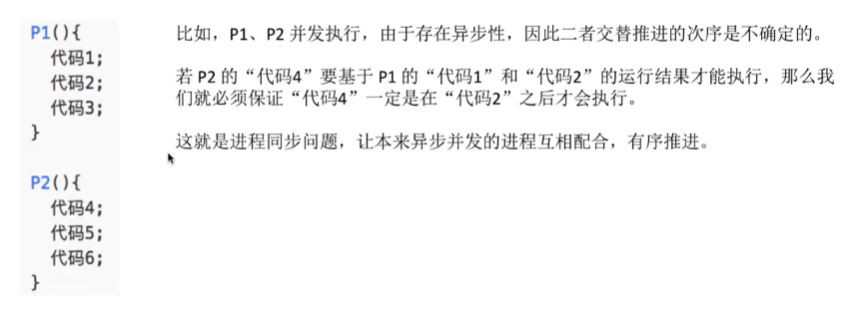 P1(){
代码1;
代码2;
代码3;
}
P2(){
代码4;
代码5;
代码6;
}
比如，P1、P2 并发执行，由于存在异步性，因此二者交替推进的次序是不确定的。
若 P2 的“代码4”要基于 P1 的“代码1”和“代码2”的运行结果才能执行，那么我
们就必须保证“代码4”一定是在“代码2”之后才会执行。
这就是进程同步问题，让本来异步并发的进程互相配合，有序推进。